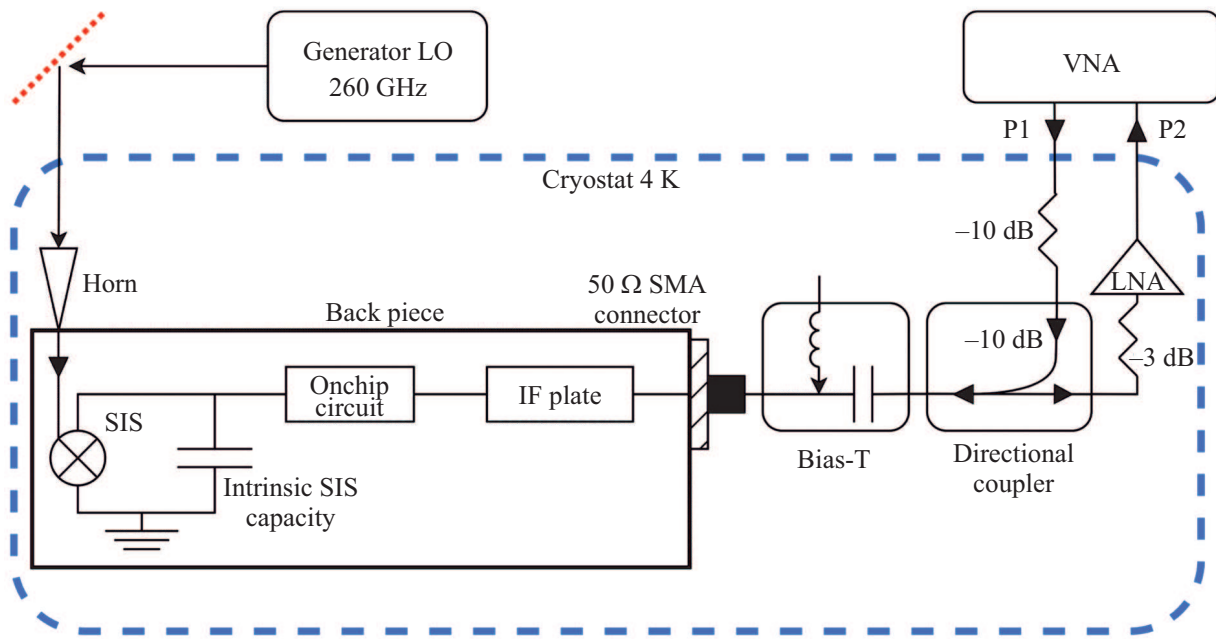 Generator LO
260 GHz
VNA
P1
P2
Cryostat 4 K
–10 dB
Horn
LNA
50 Ω SMA
connector
Back piece
–10 dB
–3 dB
Onchip
circuit
IF plate
SIS
Bias-T
Directional
coupler
Intrinsic SIS
capacity